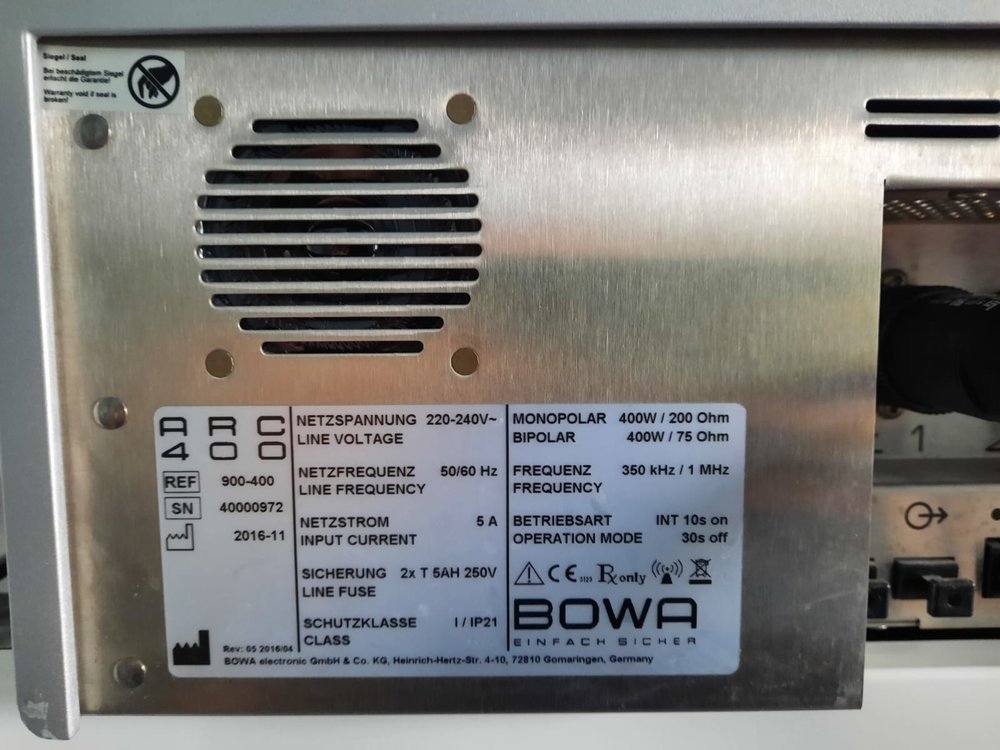 Siegel / Seal
Bei beschädigtem Siegel
erlischt die Garantie!
Warranty void if seal is
broken!
ARC
400
REF 900-400
SN 40000972
2016-11
NETZSPANNUNG 220-240V~
LINE VOLTAGE
NETZFREQUENZ 50/60 Hz
LINE FREQUENCY
NETZSTROM 5 A
INPUT CURRENT
SICHERUNG 2x T 5AH 250V
LINE FUSE
SCHUTZKLASSE I / IP21
CLASS
MONOPOLAR 400W / 200 Ohm
BIPOLAR 400W / 75 Ohm
FREQUENZ 350 kHz / 1 MHz
FREQUENCY
BETRIEBSART INT 10s on
OPERATION MODE 30s off
CE Rx only
BOWA
EINFACH SICHER
Rev: 05 2016/04
BOWA electronic GmbH & Co. KG, Heinrich-Hertz-Str. 4-10, 72810 Gomaringen, Germany
1